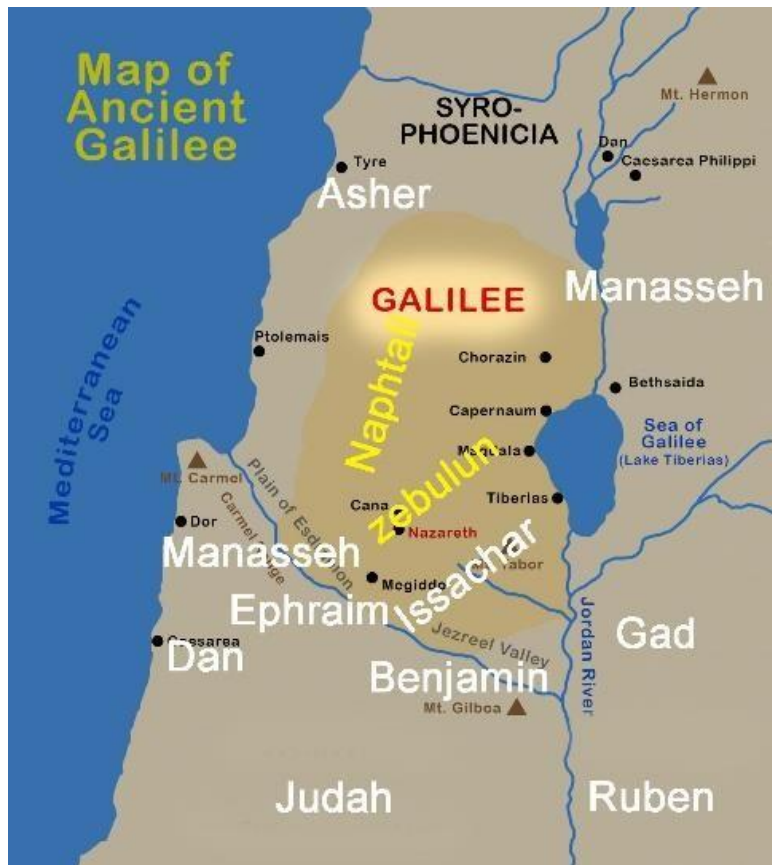 Map of
Ancient
Galilee
Mt. Hermon
SYRO-
PHOENICIA
Dan
Caesarea Philippi
Tyre
Asher
GALILEE
Manasseh
Naphtali
Ptolemais
Chorazin
Bethsaida
Mediterranean
Sea
Capernaum
Sea of
Galilee
(Lake Tiberias)
Magdala
zebulun
Mt. Carmel
Plain of Esdraelon
Tiberias
Cana
Nazareth
Dor
Manasseh
Carmel Range
Issachar
Mt. Tabor
Megiddo
Ephraim
Jordan River
Gad
Caesarea
Dan
Jezreel Valley
Benjamin
Mt. Gilboa
Judah
Ruben